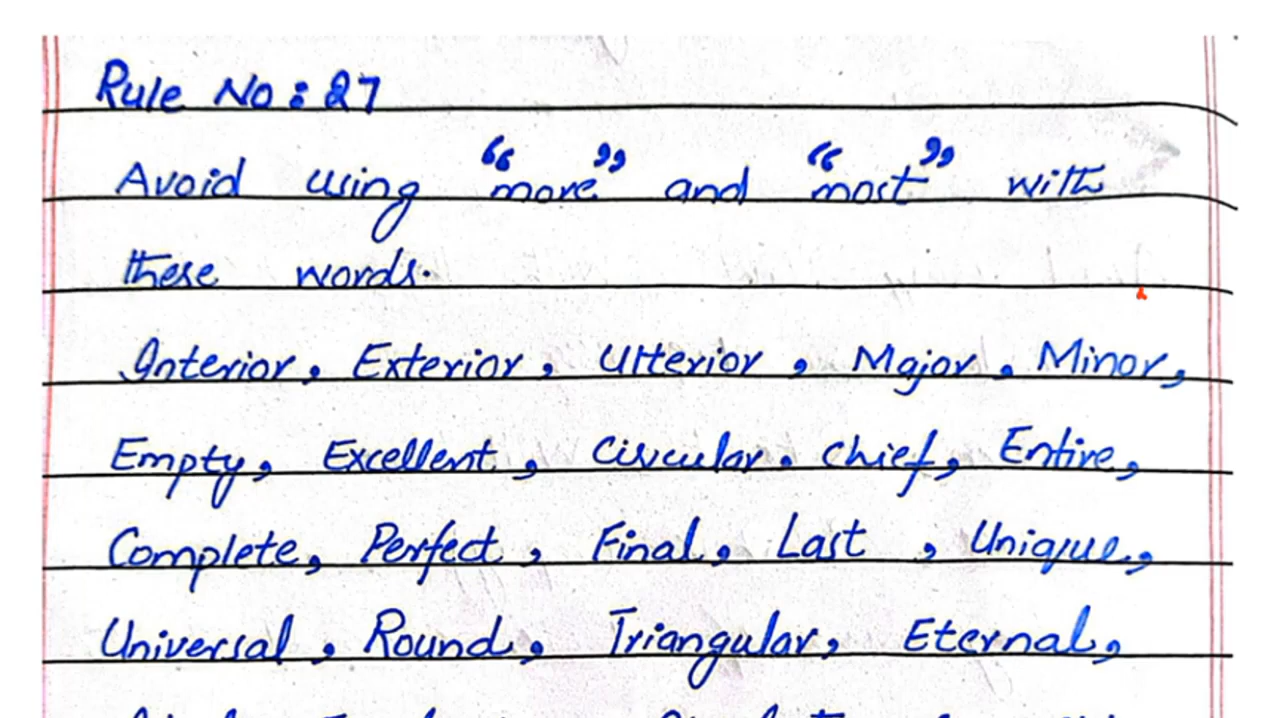 Rule No: 27
Avoid using "more" and "most" with
these words.
Interior, Exterior, Ulterior, Major, Minor,
Empty, Excellent, Circular, Chief, Entire,
Complete, Perfect, Final, Last, Unique,
Universal, Round, Triangular, Eternal,